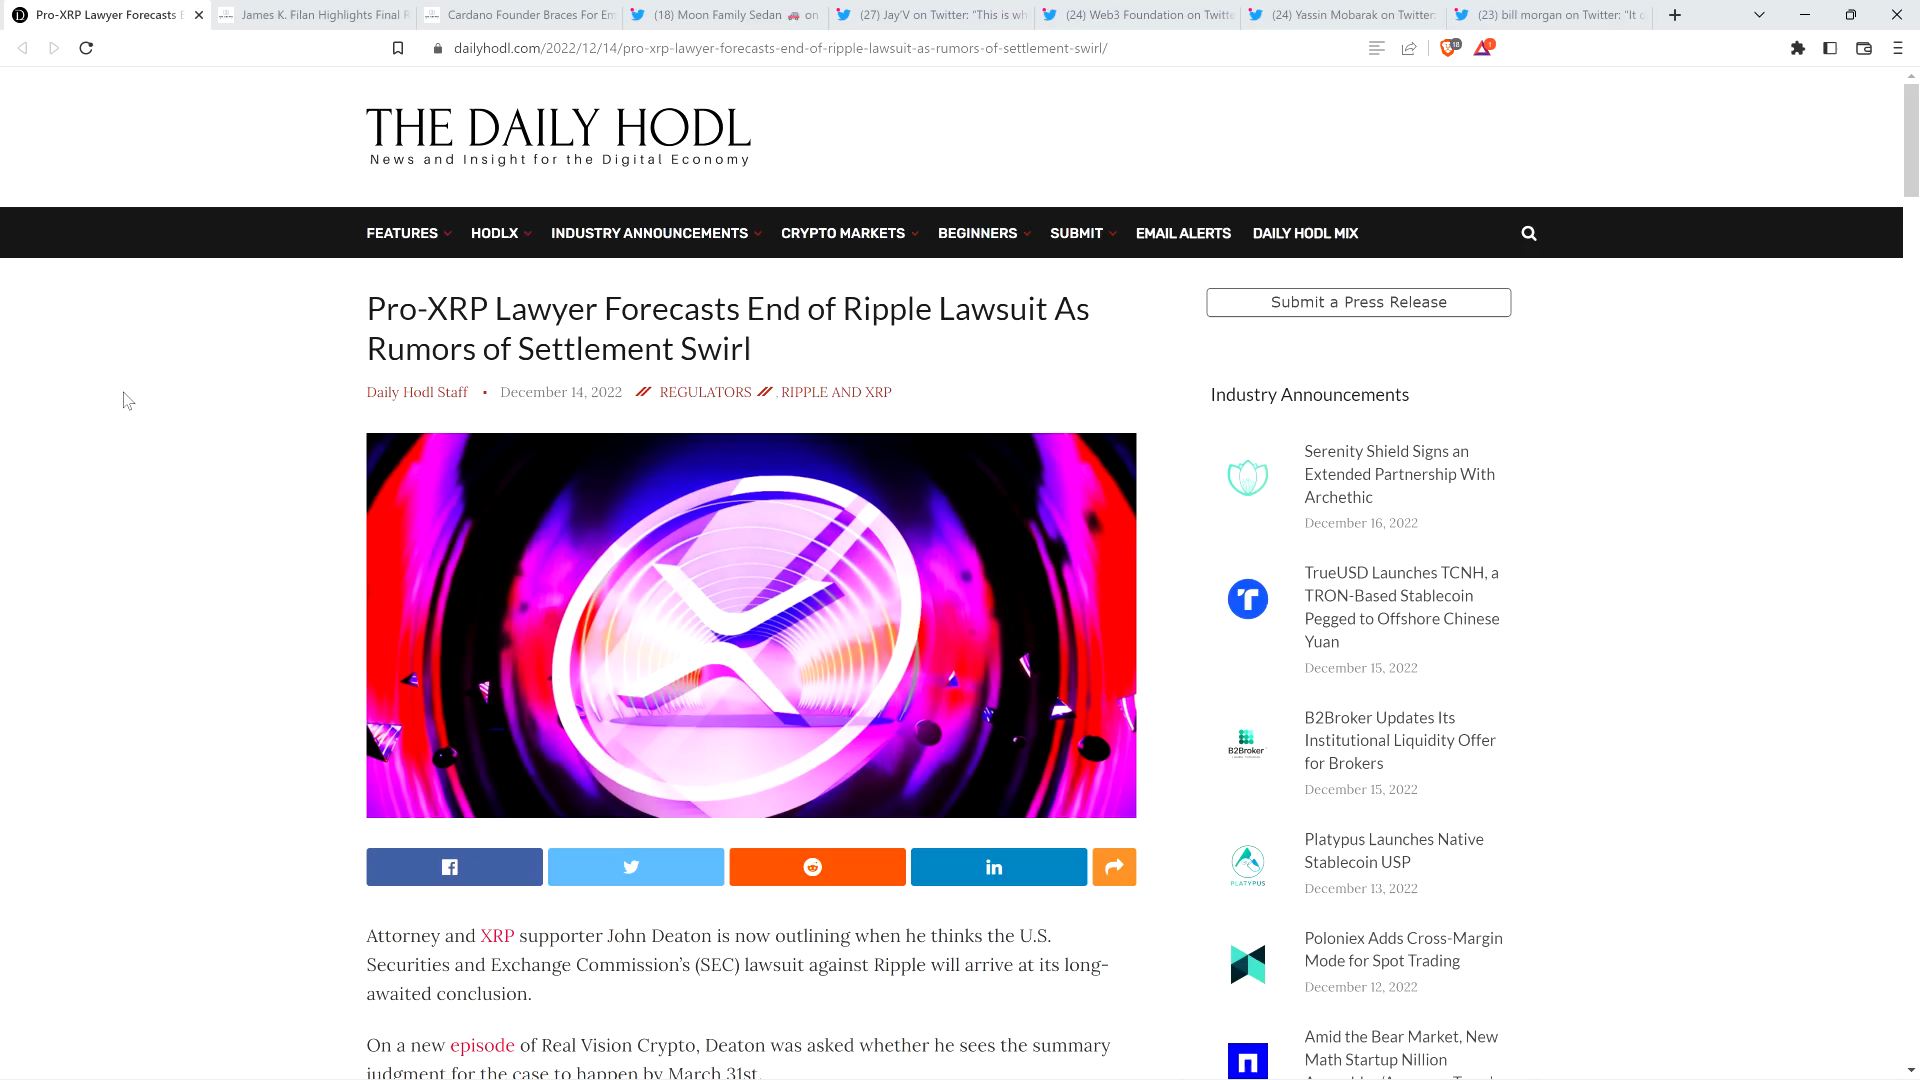 Pro-XRP Lawyer Forecasts
James K. Filan Highlights Final
Cardano Founder Braces For Em
(18) Moon Family Sedan 🚗 on
(27) Jay'V on Twitter: "This is wh
(24) Web3 Foundation on Twitte
(24) Yassin Mobarak on Twitter:
(23) bill morgan on Twitter: "It
dailyhodl.com/2022/12/14/pro-xrp-lawyer-forecasts-end-of-ripple-lawsuit-as-rumors-of-settlement-swirl/
THE DAILY HODL
News and Insight for the Digital Economy
FEATURES HODLX INDUSTRY ANNOUNCEMENTS CRYPTO MARKETS BEGINNERS SUBMIT EMAIL ALERTS DAILY HODL MIX
Pro-XRP Lawyer Forecasts End of Ripple Lawsuit As
Rumors of Settlement Swirl
Daily Hodl Staff • December 14, 2022 REGULATORS , RIPPLE AND XRP
Attorney and XRP supporter John Deaton is now outlining when he thinks the U.S.
Securities and Exchange Commission's (SEC) lawsuit against Ripple will arrive at its long-
awaited conclusion.
On a new episode of Real Vision Crypto, Deaton was asked whether he sees the summary
judgment for the case to happen by March 31st.
Submit a Press Release
Industry Announcements
Serenity Shield Signs an
Extended Partnership With
Archethic
December 16, 2022
TrueUSD Launches TCNH, a
TRON-Based Stablecoin
Pegged to Offshore Chinese
Yuan
December 15, 2022
B2Broker
B2Broker Updates Its
Institutional Liquidity Offer
for Brokers
December 15, 2022
PLATYPUS
Platypus Launches Native
Stablecoin USP
December 13, 2022
Poloniex Adds Cross-Margin
Mode for Spot Trading
December 12, 2022
Amid the Bear Market, New
Math Startup Nillion